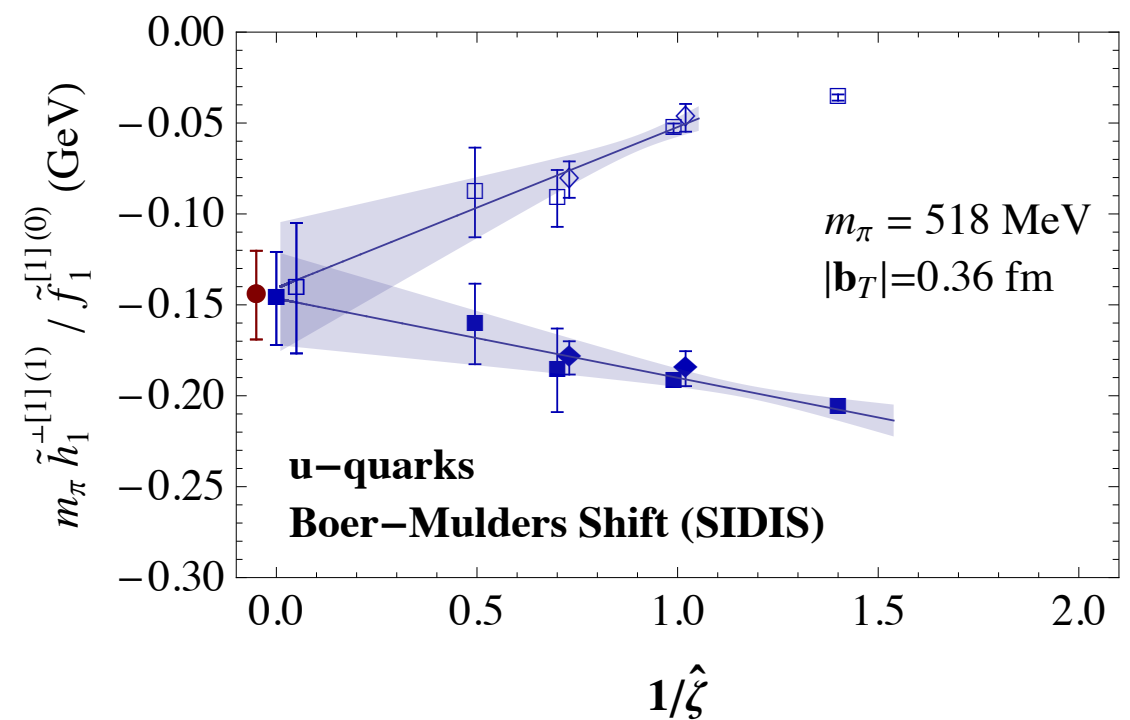 0.00
−0.05
−0.10
−0.15
−0.20
−0.25
−0.30
m_π h̃_1^{⊥[1](1)} / f̃_1^{[1](0)} (GeV)
m_π = 518 MeV
|b_T|=0.36 fm
u−quarks
Boer−Mulders Shift (SIDIS)
0.0 0.5 1.0 1.5 2.0
1/ζ̂